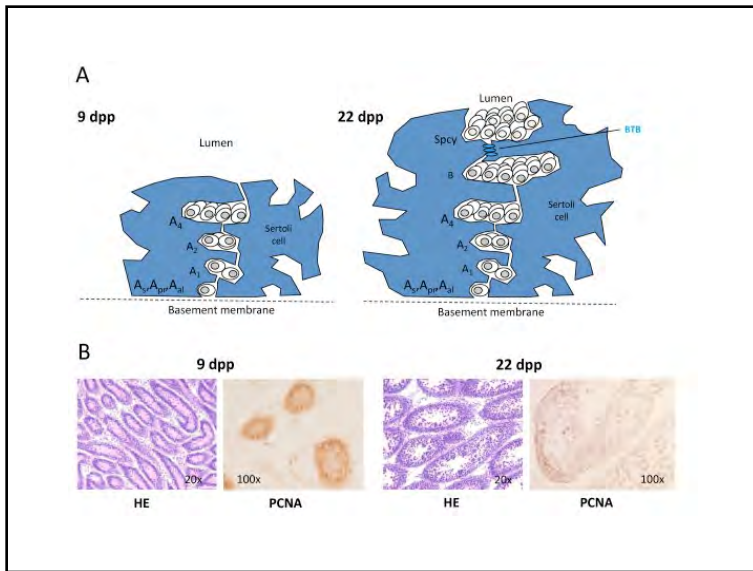 A
9 dpp
Lumen
A4
A2
A1
As,Apr,Aal
Sertoli
cell
Basement membrane
22 dpp
Lumen
BTB
Spcy
B
A4
A2
A1
As,Apr,Aal
Sertoli
cell
Basement membrane
B
9 dpp
22 dpp
20x
100x
20x
100x
HE
PCNA
HE
PCNA